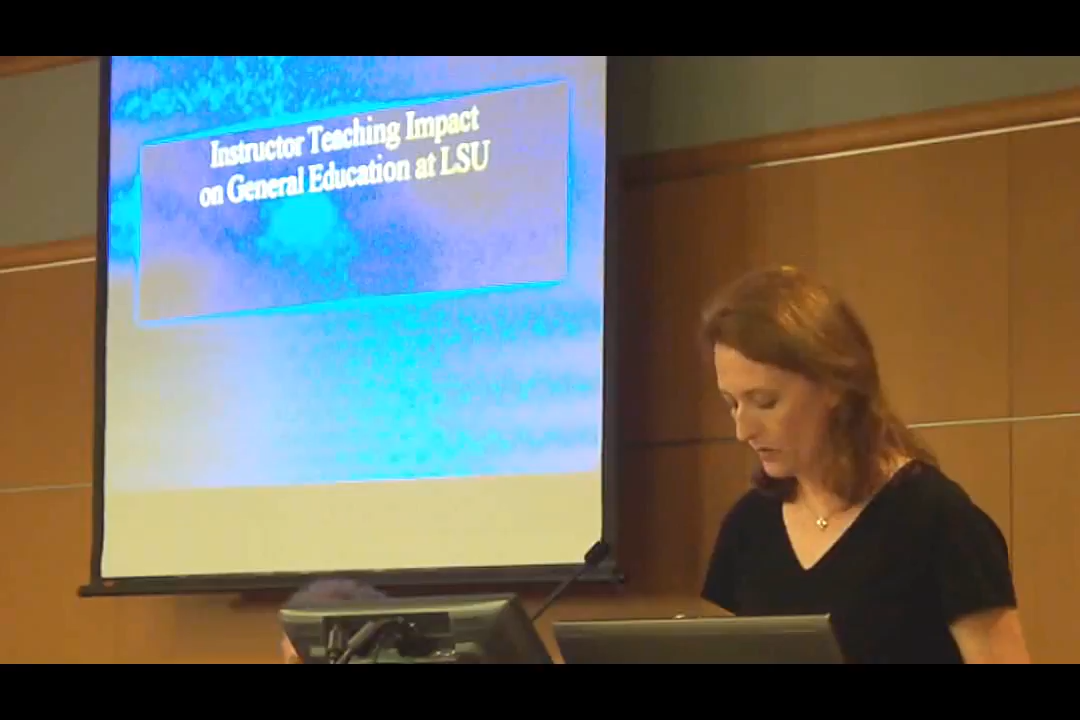 Instructor Teaching Impact
on General Education at LSU